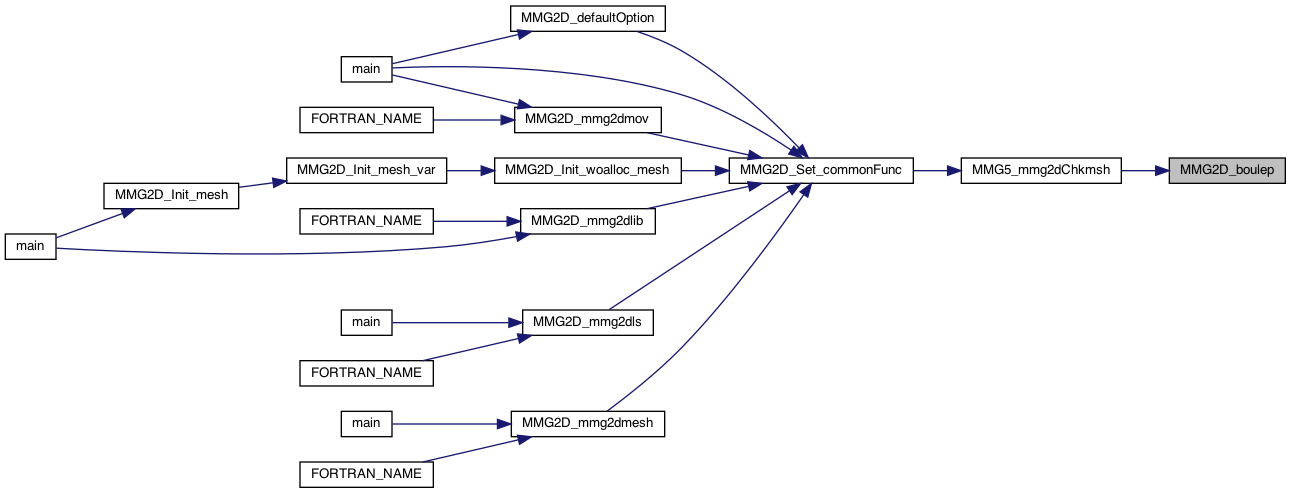 MMG2D_defaultOption
main
FORTRAN_NAME
MMG2D_mmg2dmov
MMG2D_Init_mesh_var
MMG2D_Init_woalloc_mesh
MMG2D_Set_commonFunc
MMG5_mmg2dChkmsh
MMG2D_boulep
MMG2D_Init_mesh
FORTRAN_NAME
MMG2D_mmg2dlib
main
main
MMG2D_mmg2dls
FORTRAN_NAME
main
MMG2D_mmg2dmesh
FORTRAN_NAME